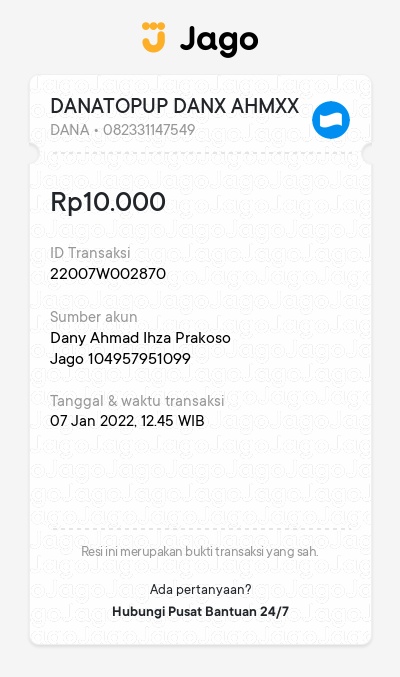 Jago
DANATOPUP DANX AHMXX
DANA • 082331147549
Rp10.000
ID Transaksi
22007W002870
Sumber akun
Dany Ahmad Ihza Prakoso
Jago 104957951099
Tanggal & waktu transaksi
07 Jan 2022, 12.45 WIB
Resi ini merupakan bukti transaksi yang sah.
Ada pertanyaan?
Hubungi Pusat Bantuan 24/7